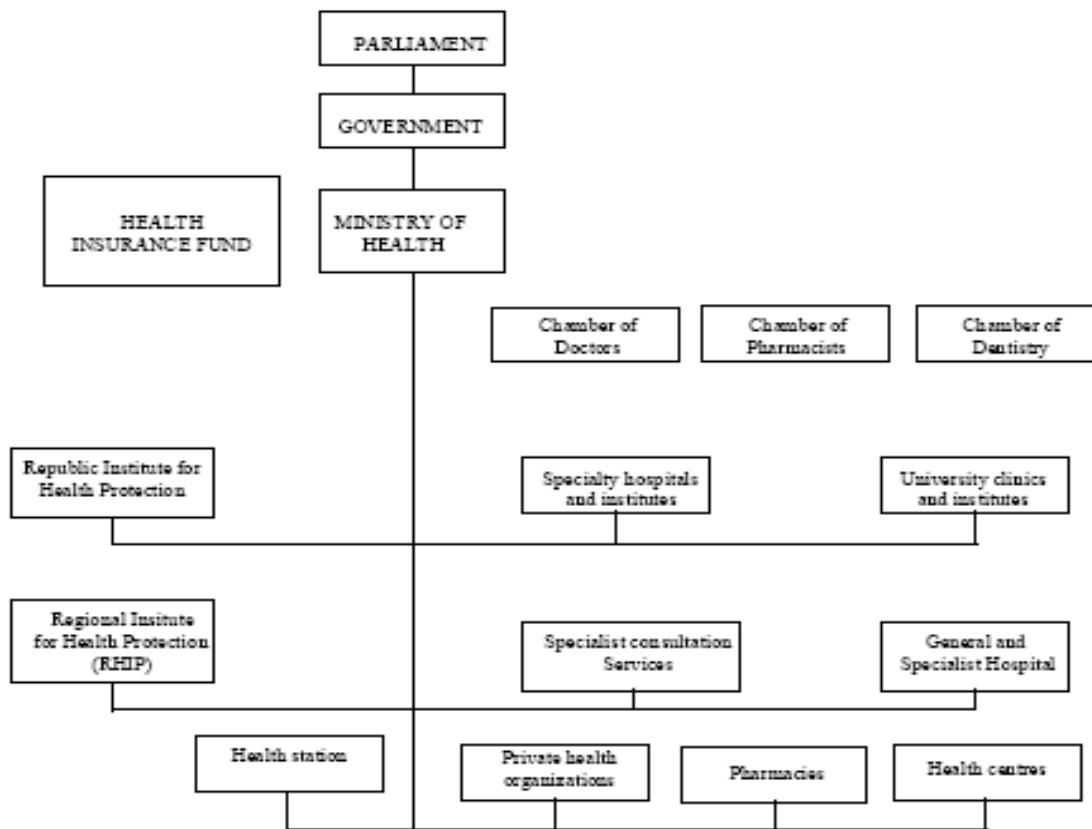 PARLIAMENT
GOVERNMENT
HEALTH
INSURANCE FUND
MINISTRY OF
HEALTH
Chamber of
Doctors
Chamber of
Pharmacists
Chamber of
Dentistry
Republic Institute for
Health Protection
Specialty hospitals
and institutes
University clinics
and institutes
Regional Insitute
for Health Protection
(RHIP)
Specialist consultation
Services
General and
Specialist Hospital
Health station
Private health
organizations
Pharmacies
Health centres